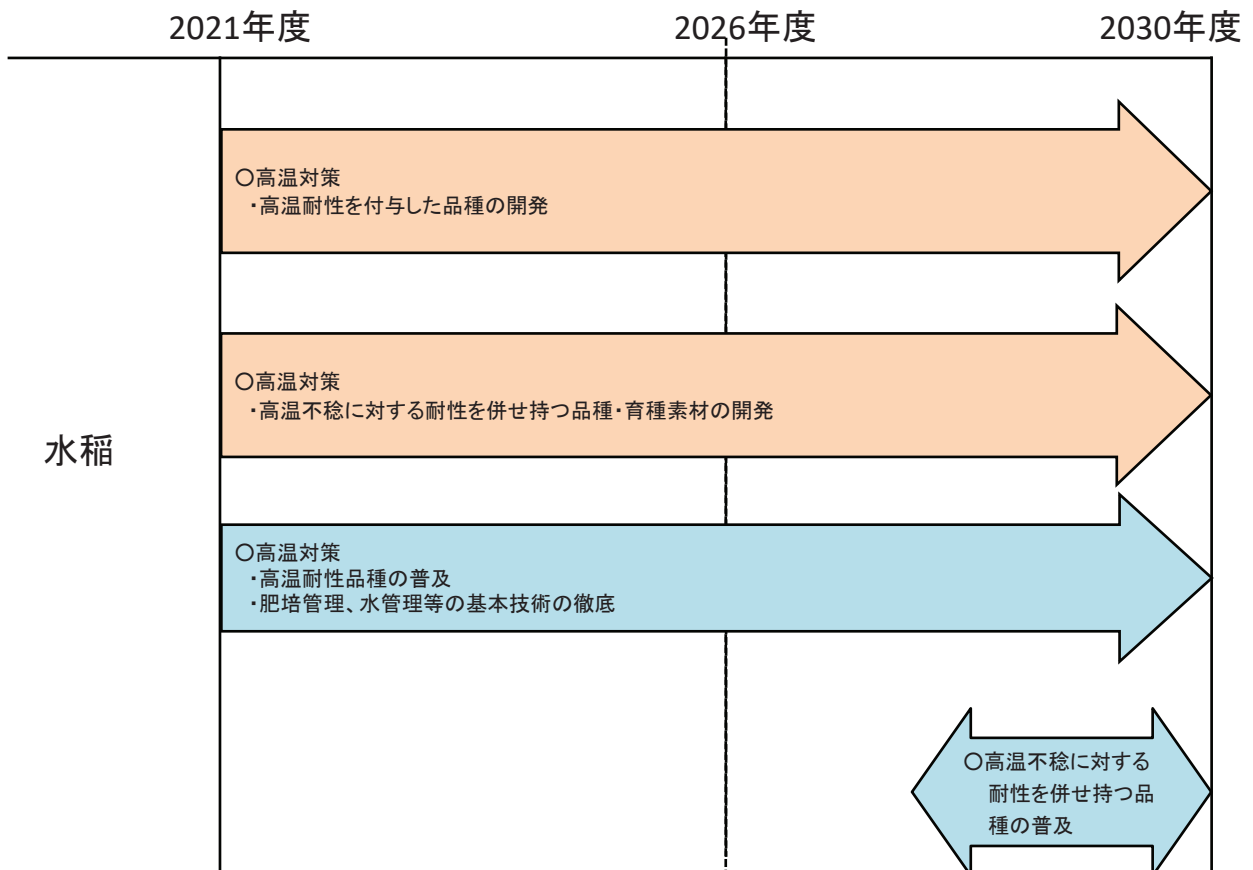 2021年度 2026年度 2030年度
○高温対策
・高温耐性を付与した品種の開発
○高温対策
・高温不稔に対する耐性を併せ持つ品種・育種素材の開発
水稲
○高温対策
・高温耐性品種の普及
・肥培管理、水管理等の基本技術の徹底
○高温不稔に対する
耐性を併せ持つ品
種の普及